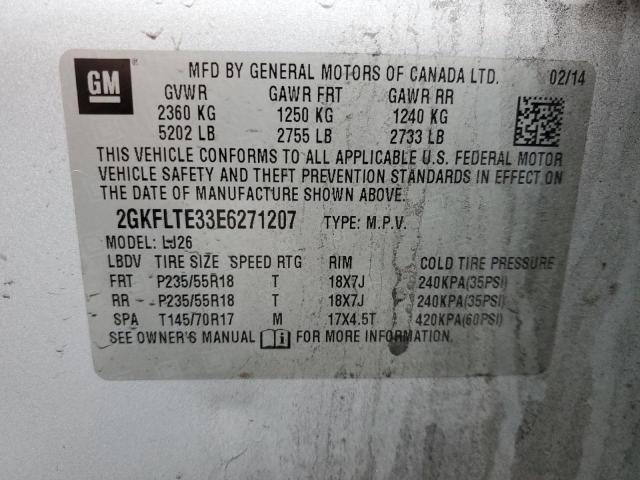 GM
MFD BY GENERAL MOTORS OF CANADA LTD. 02/14
GVWR GAWR FRT GAWR RR
2360 KG 1250 KG 1240 KG
5202 LB 2755 LB 2733 LB
THIS VEHICLE CONFORMS TO ALL APPLICABLE U.S. FEDERAL MOTOR
VEHICLE SAFETY AND THEFT PREVENTION STANDARDS IN EFFECT ON
THE DATE OF MANUFACTURE SHOWN ABOVE.
2GKFLTE33E6271207 TYPE: M.P.V.
MODEL: LJ26
LBDV TIRE SIZE SPEED RTG RIM COLD TIRE PRESSURE
FRT P235/55R18 T 18X7J 240KPA(35PSI)
RR P235/55R18 T 18X7J 240KPA(35PSI)
SPA T145/70R17 M 17X4.5T 420KPA(60PSI)
SEE OWNER'S MANUAL FOR MORE INFORMATION